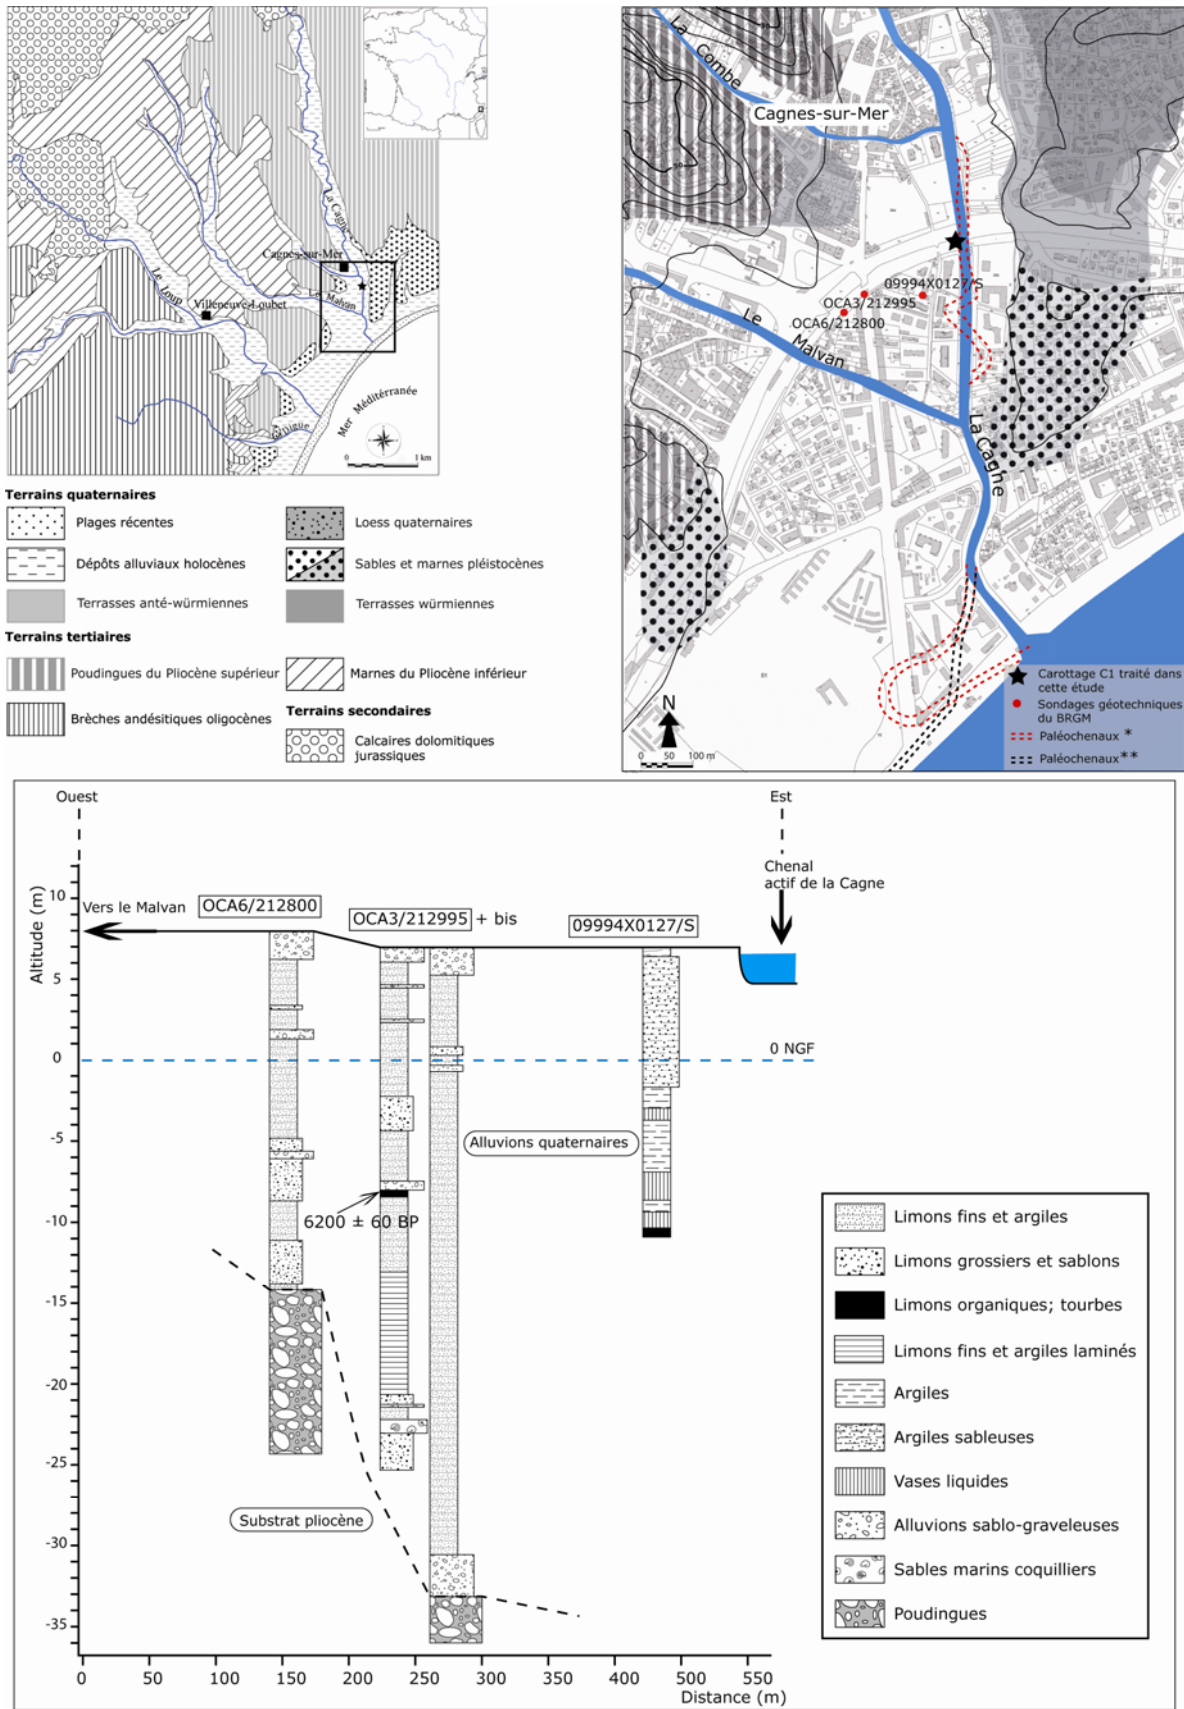 La Cagne
Cagnes-sur-Mer
Le Malvan
Le Loup
Villeneuve-Loubet
Mer Méditérranée
0 1 km
Terrains quaternaires
Plages récentes
Loess quaternaires
Dépôts alluviaux holocènes
Sables et marnes pléistocènes
Terrasses anté-würmiennes
Terrasses würmiennes
Terrains tertiaires
Poudingues du Pliocène supérieur
Marnes du Pliocène inférieur
Brèches andésitiques oligocènes
Terrains secondaires
Calcaires dolomitiques
jurassiques
La Combe
Cagnes-sur-Mer
09994X0127/S
OCA3/212995
OCA6/212800
Le Malvan
La Cagne
N
0 50 100 m
Carottage C1 traité dans
cette étude
Sondages géotechniques
du BRGM
Paléochenaux *
Paléochenaux**
Ouest
Est
Chenal
actif de la Cagne
Altitude (m)
Vers le Malvan
OCA6/212800
OCA3/212995 + bis
09994X0127/S
10
5
0
-5
-10
-15
-20
-25
-30
-35
0 NGF
Alluvions quaternaires
6200 ± 60 BP
Substrat pliocène
0 50 100 150 200 250 300 350 400 450 500 550
Distance (m)
Limons fins et argiles
Limons grossiers et sablons
Limons organiques; tourbes
Limons fins et argiles laminés
Argiles
Argiles sableuses
Vases liquides
Alluvions sablo-graveleuses
Sables marins coquilliers
Poudingues